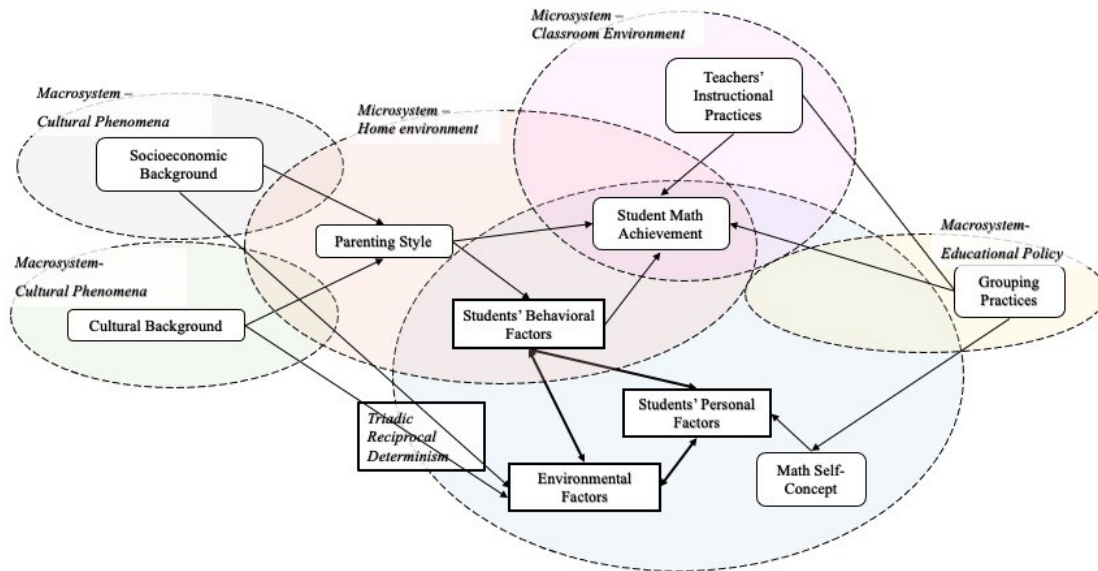 Microsystem –
Classroom Environment
Teachers'
Instructional
Practices
Macrosystem –
Cultural Phenomena
Microsystem –
Home environment
Socioeconomic
Background
Student Math
Achievement
Parenting Style
Macrosystem-
Educational Policy
Grouping
Practices
Macrosystem-
Cultural Phenomena
Cultural Background
Students' Behavioral
Factors
Students' Personal
Factors
Triadic
Reciprocal
Determinism
Environmental
Factors
Math Self-
Concept